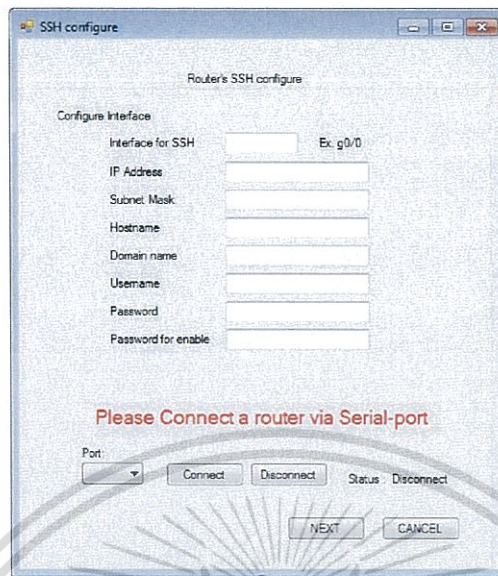 SSH configure
Router's SSH configure
Configure Interface
Interface for SSH Ex. g0/0
IP Address
Subnet Mask
Hostname
Domain name
Username
Password
Password for enable
Please Connect a router via Serial-port
Port:
Connect Disconnect Status Disconnect
NEXT CANCEL